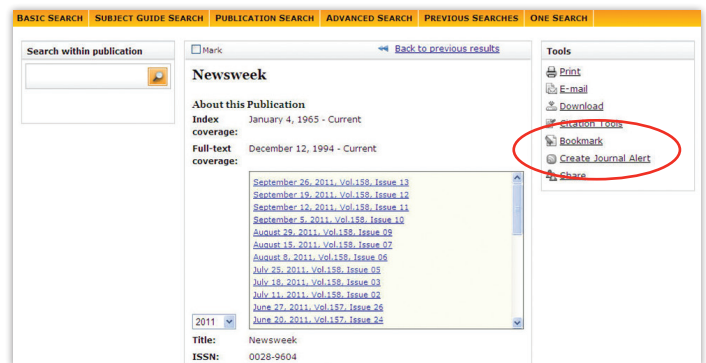 BASIC SEARCH SUBJECT GUIDE SEARCH PUBLICATION SEARCH ADVANCED SEARCH PREVIOUS SEARCHES ONE SEARCH
Search within publication
Mark
Back to previous results
Newsweek
About this Publication
Index coverage: January 4, 1965 - Current
Full-text coverage: December 12, 1994 - Current
September 26, 2011, Vol.158, Issue 13
September 19, 2011, Vol.158, Issue 12
September 12, 2011, Vol.158, Issue 11
September 5, 2011, Vol.158, Issue 10
August 29, 2011, Vol.158, Issue 09
August 15, 2011, Vol.158, Issue 07
August 8, 2011, Vol.158, Issue 06
July 25, 2011, Vol.158, Issue 05
July 18, 2011, Vol.158, Issue 03
July 11, 2011, Vol.158, Issue 02
June 27, 2011, Vol.157, Issue 26
June 20, 2011, Vol.157, Issue 24
2011
Title: Newsweek
ISSN: 0028-9604
Tools
Print
E-mail
Download
Citation Tools
Bookmark
Create Journal Alert
Share